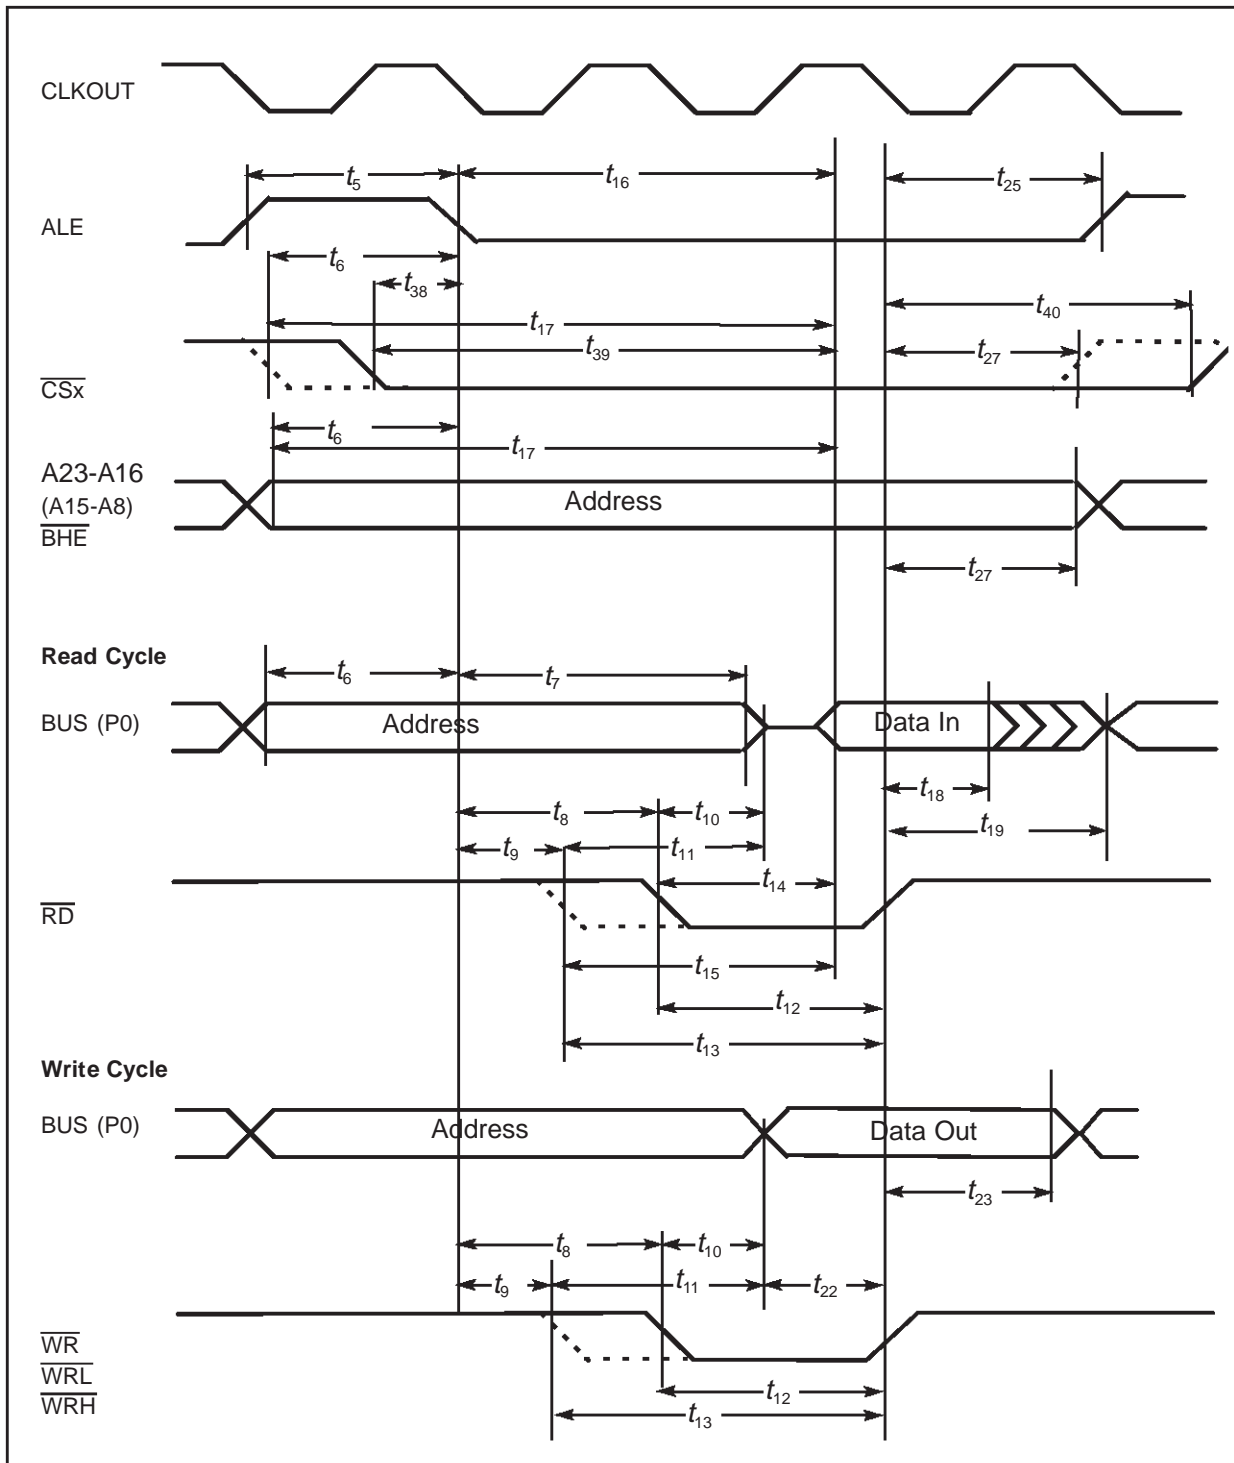 CLKOUT
t5
t16
t25
ALE
t6
t38
t40
t17
t39
t27
CSx
t6
t17
A23-A16
(A15-A8)
BHE
Address
t27
Read Cycle
t6
t7
BUS (P0)
Address
Data In
t18
t8
t10
t19
t9
t11
t14
RD
t15
t12
t13
Write Cycle
BUS (P0)
Address
Data Out
t23
t8
t10
t9
t11
t22
WR
WRL
WRH
t12
t13